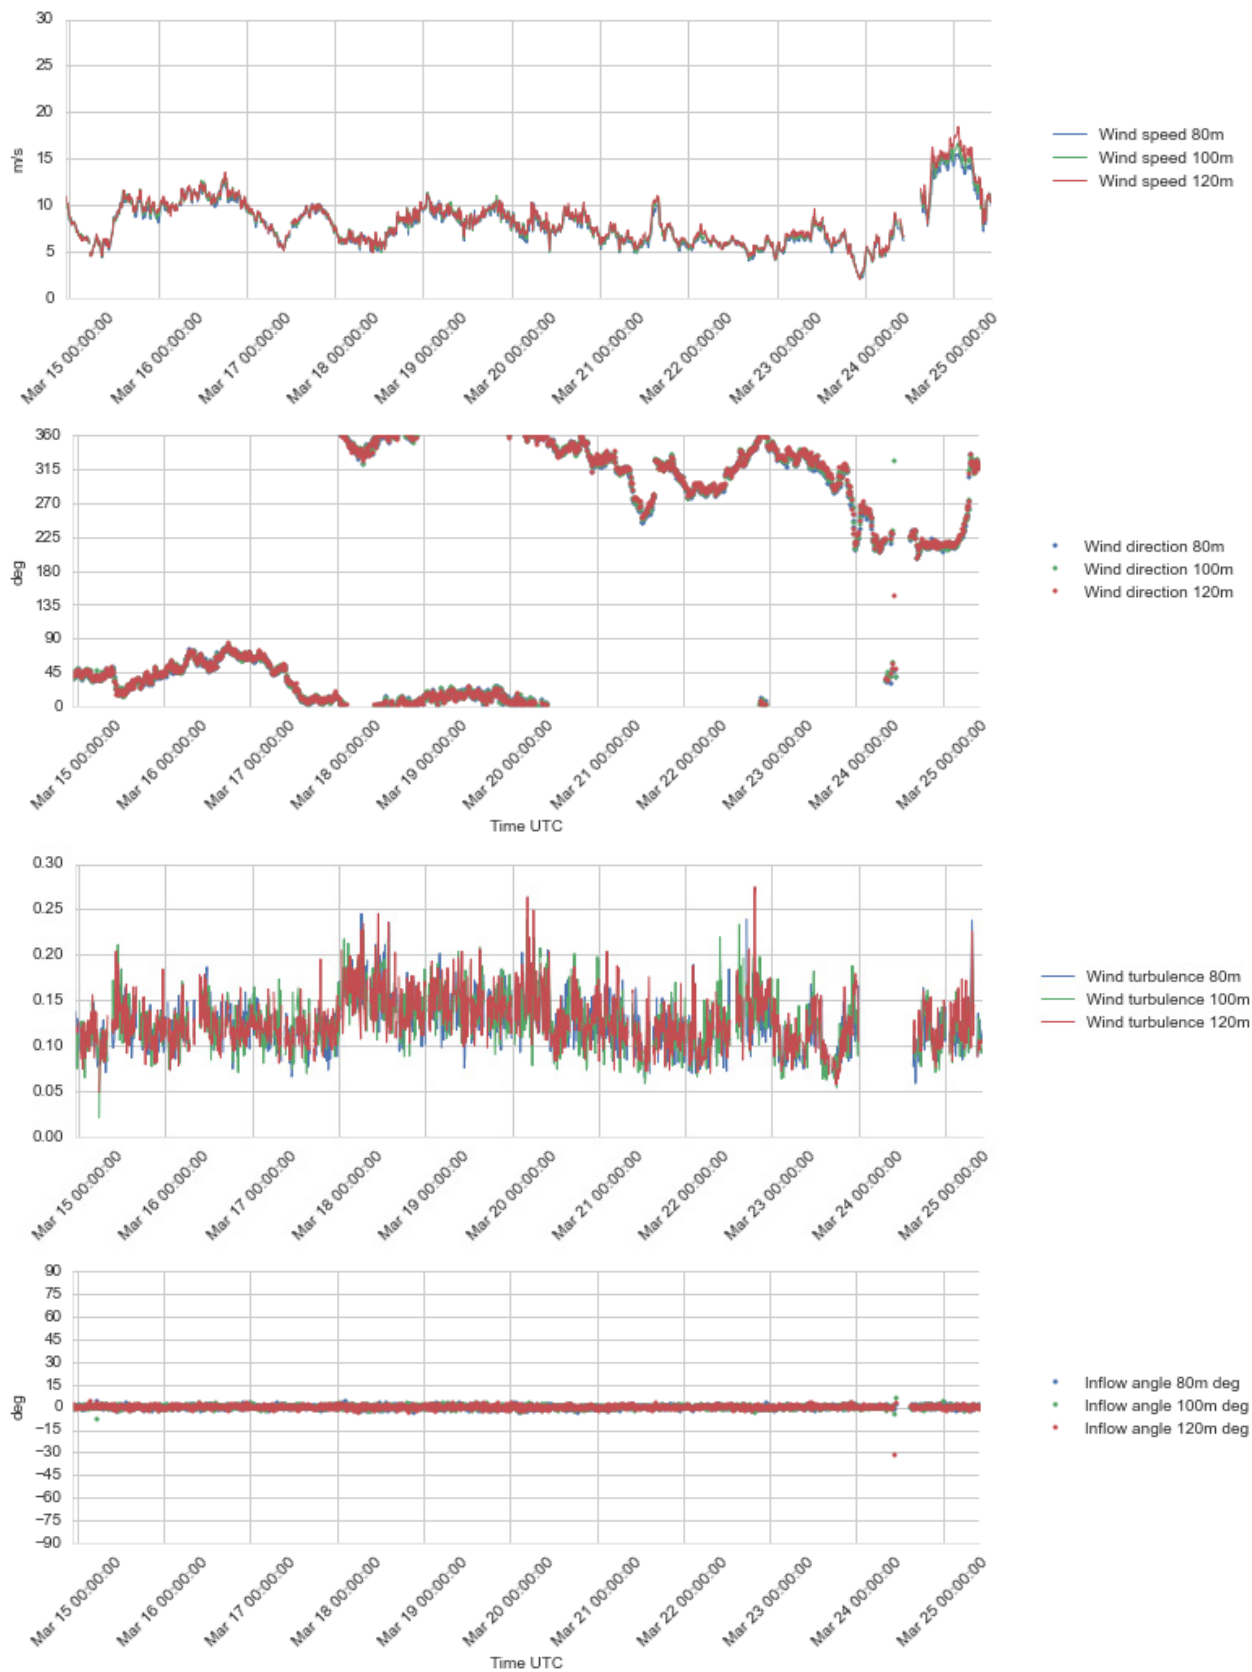 30
25
20
15
10
5
0
m/s
Mar 15 00:00:00
Mar 16 00:00:00
Mar 17 00:00:00
Mar 18 00:00:00
Mar 19 00:00:00
Mar 20 00:00:00
Mar 21 00:00:00
Mar 22 00:00:00
Mar 23 00:00:00
Mar 24 00:00:00
Mar 25 00:00:00
Wind speed 80m
Wind speed 100m
Wind speed 120m
360
315
270
225
180
135
90
45
0
deg
Mar 15 00:00:00
Mar 16 00:00:00
Mar 17 00:00:00
Mar 18 00:00:00
Mar 19 00:00:00
Mar 20 00:00:00
Mar 21 00:00:00
Mar 22 00:00:00
Mar 23 00:00:00
Mar 24 00:00:00
Mar 25 00:00:00
Time UTC
Wind direction 80m
Wind direction 100m
Wind direction 120m
0.30
0.25
0.20
0.15
0.10
0.05
0.00
Mar 15 00:00:00
Mar 16 00:00:00
Mar 17 00:00:00
Mar 18 00:00:00
Mar 19 00:00:00
Mar 20 00:00:00
Mar 21 00:00:00
Mar 22 00:00:00
Mar 23 00:00:00
Mar 24 00:00:00
Mar 25 00:00:00
Wind turbulence 80m
Wind turbulence 100m
Wind turbulence 120m
90
75
60
45
30
15
0
−15
−30
−45
−60
−75
−90
deg
Mar 15 00:00:00
Mar 16 00:00:00
Mar 17 00:00:00
Mar 18 00:00:00
Mar 19 00:00:00
Mar 20 00:00:00
Mar 21 00:00:00
Mar 22 00:00:00
Mar 23 00:00:00
Mar 24 00:00:00
Mar 25 00:00:00
Time UTC
Inflow angle 80m deg
Inflow angle 100m deg
Inflow angle 120m deg